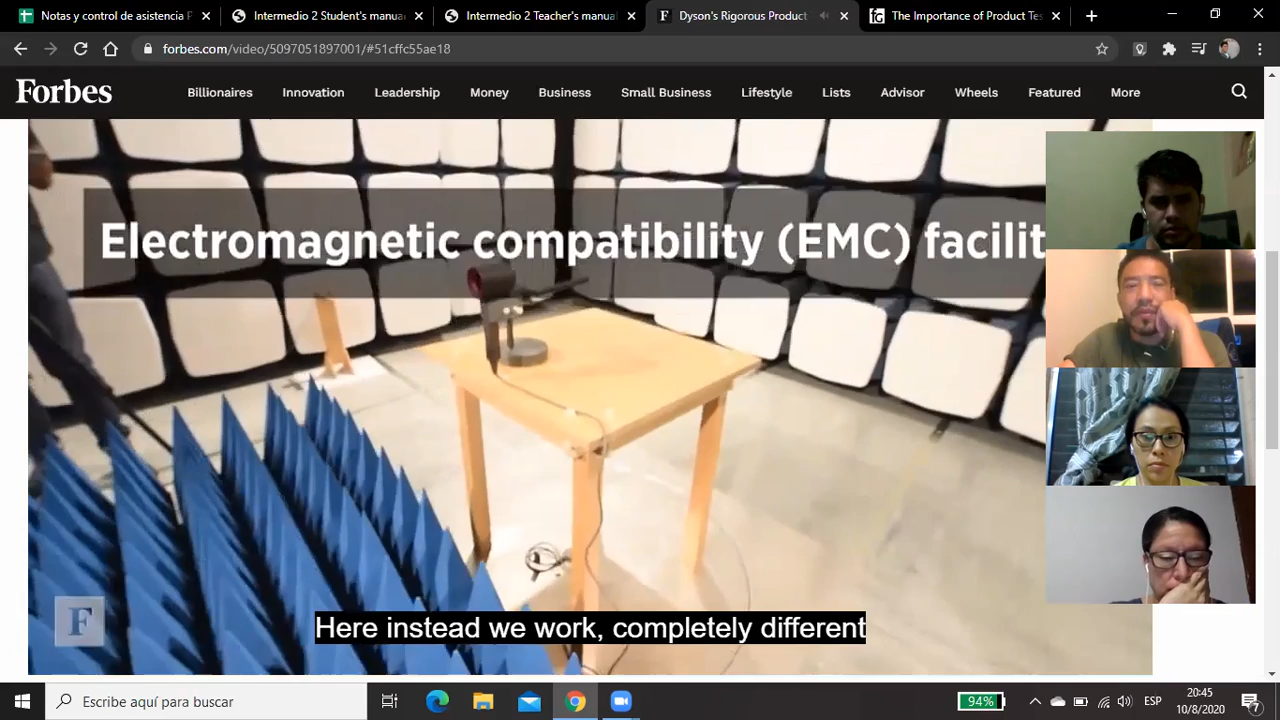 Notas y control de asistencia P
Intermedio 2 Student's manua
Intermedio 2 Teacher's manual
Dyson's Rigorous Product
The Importance of Product Tes
forbes.com/video/5097051897001/#51cffc55ae18
Forbes
Billionaires Innovation Leadership Money Business Small Business Lifestyle Lists Advisor Wheels Featured More
Electromagnetic compatibility (EMC) facilit
F
Here instead we work, completely different
Escribe aquí para buscar
94%
ESP
20:45
10/8/2020
7